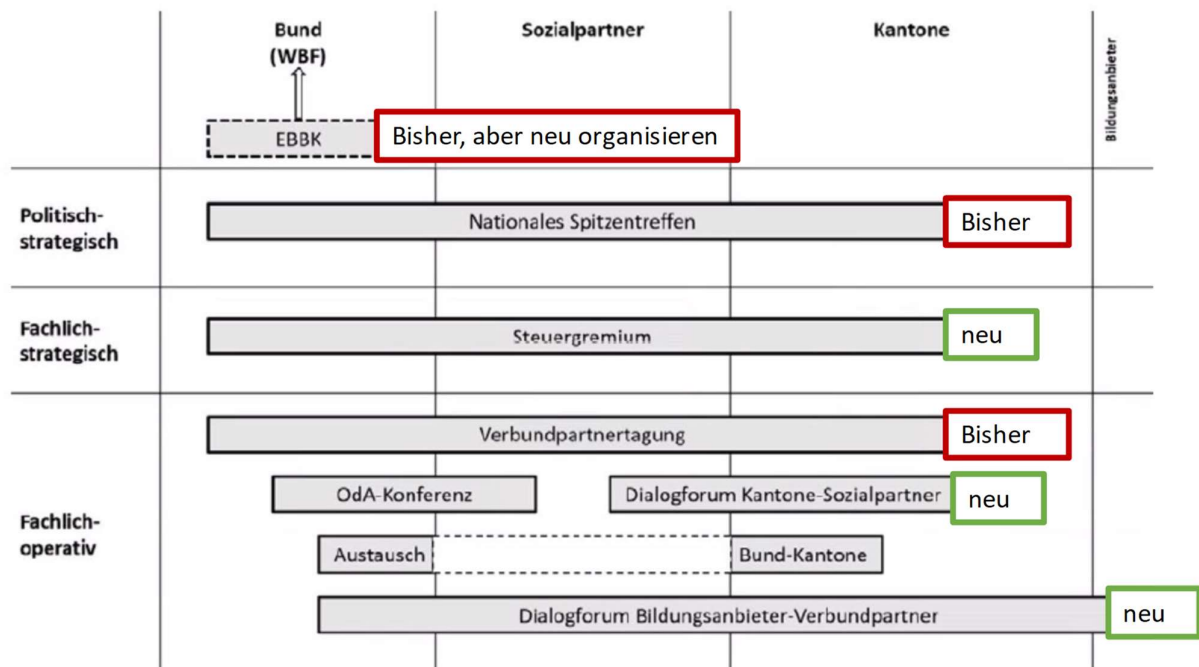 Bund
(WBF)
Sozialpartner
Kantone
Bildungsanbieter
EBBK
Bisher, aber neu organisieren
Politisch-
strategisch
Nationales Spitzentreffen
Bisher
Fachlich-
strategisch
Steuergremium
neu
Fachlich-
operativ
Verbundpartnertagung
Bisher
OdA-Konferenz
Dialogforum Kantone-Sozialpartner
neu
Austausch
Bund-Kantone
Dialogforum Bildungsanbieter-Verbundpartner
neu